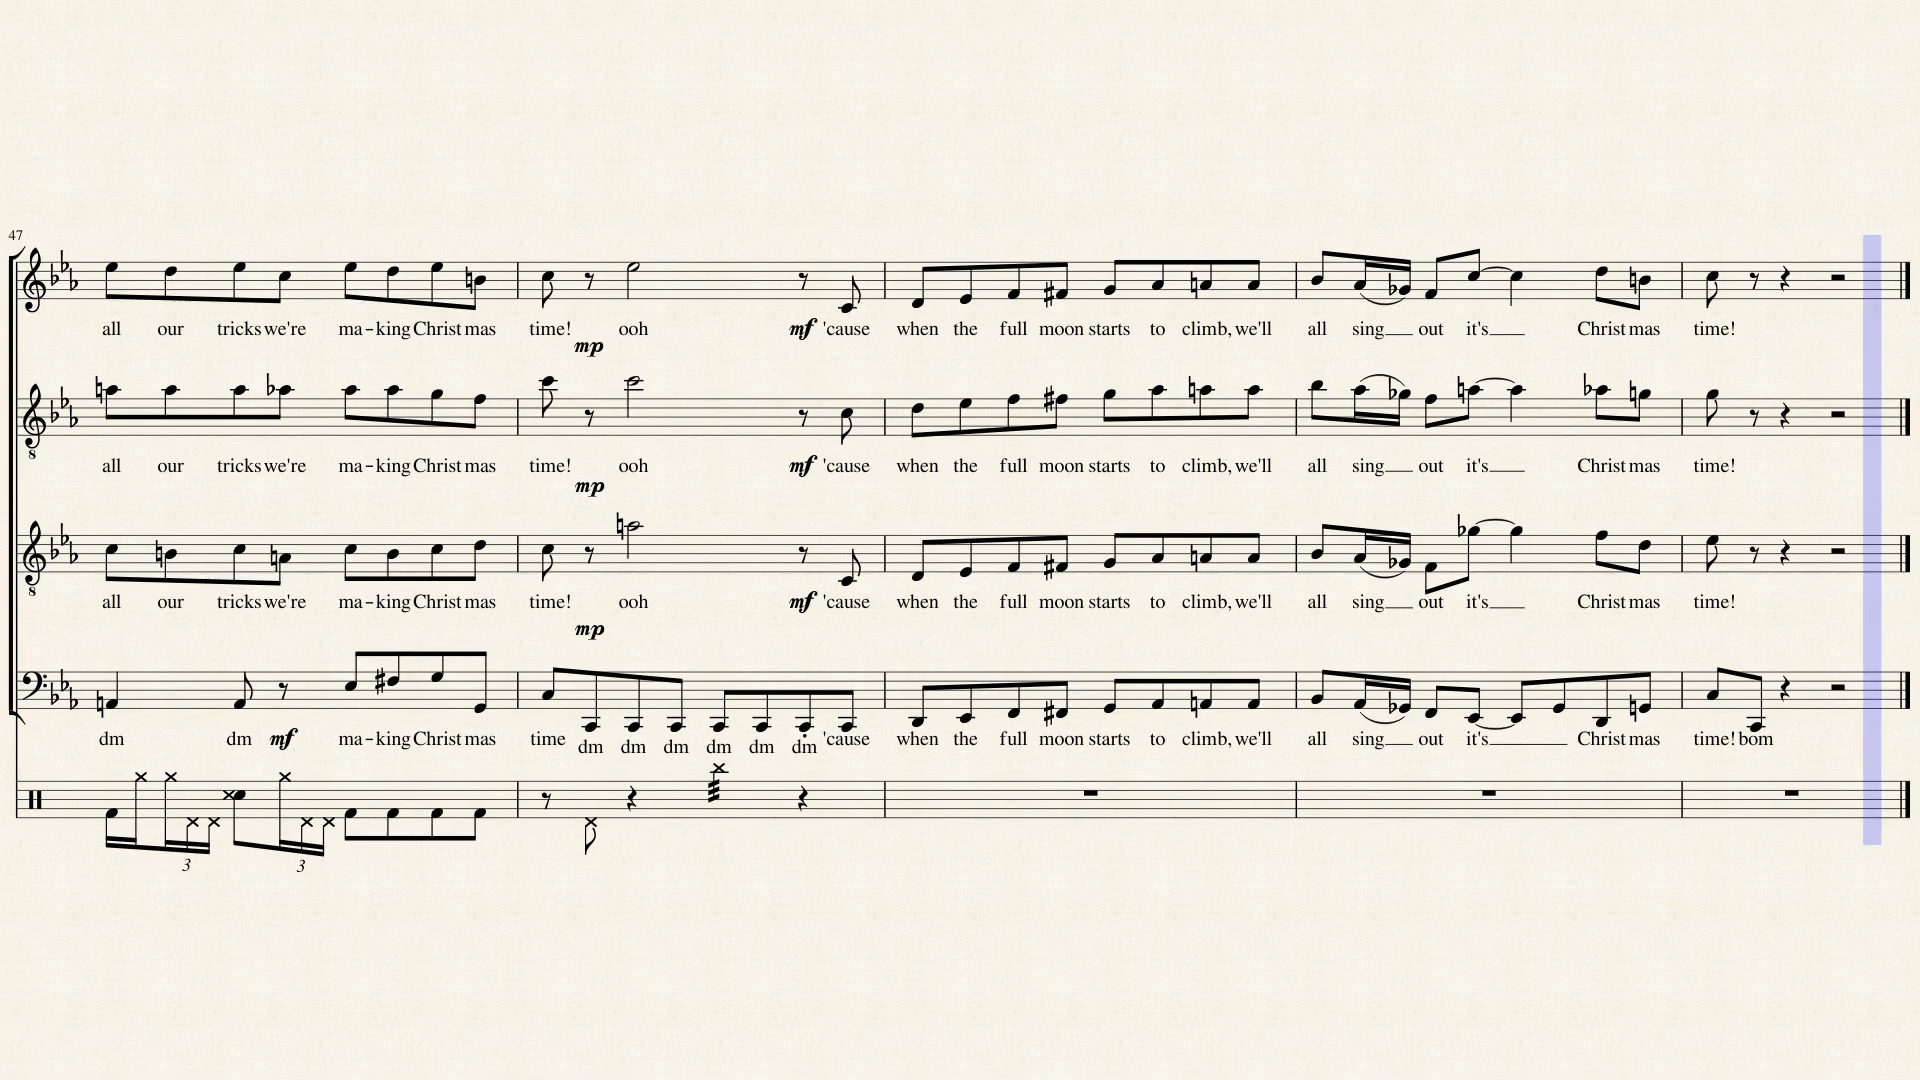 47
all our tricks we're ma-king Christ mas time! ooh mf 'cause when the full moon starts to climb, we'll all sing out it's Christ mas time!
mp
8
all our tricks we're ma-king Christ mas time! ooh mf 'cause when the full moon starts to climb, we'll all sing out it's Christ mas time!
mp
8
all our tricks we're ma-king Christ mas time! ooh mf 'cause when the full moon starts to climb, we'll all sing out it's Christ mas time!
mp
dm dm mf ma-king Christ mas time dm dm dm dm dm dm 'cause when the full moon starts to climb, we'll all sing out it's Christ mas time! bom
3 3